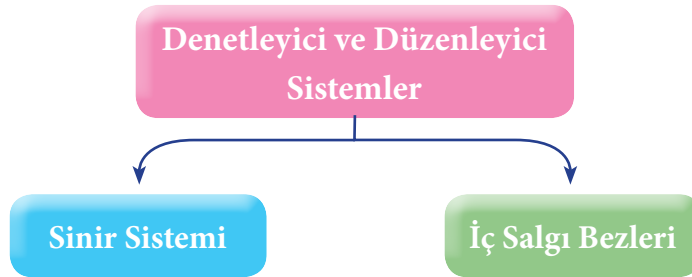 Denetleyici ve Düzenleyici
Sistemler
Sinir Sistemi
İç Salgı Bezleri